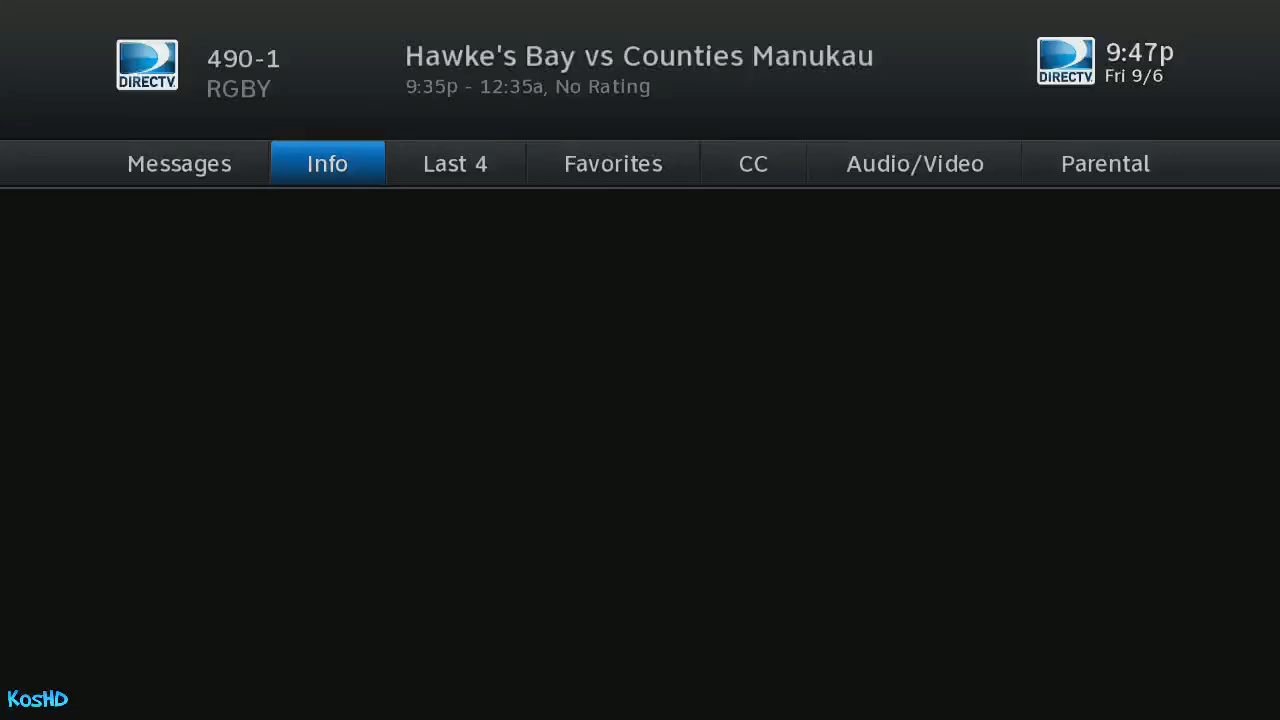 DIRECTV
490-1
RGBY
Hawke's Bay vs Counties Manukau
9:35p - 12:35a, No Rating
DIRECTV
9:47p
Fri 9/6
Messages Info Last 4 Favorites CC Audio/Video Parental
KosHD